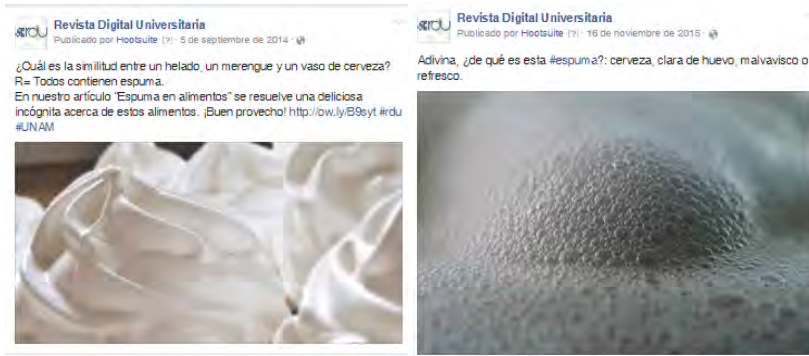 Revista Digital Universitaria
Publicado por Hootsuite [?] · 5 de septiembre de 2014 ·
¿Cuál es la similitud entre un helado, un merengue y un vaso de cerveza?
R= Todos contienen espuma.
En nuestro artículo "Espuma en alimentos" se resuelve una deliciosa
incógnita acerca de estos alimentos. ¡Buen provecho! http://ow.ly/B9syt #rdu
#UNAM
Revista Digital Universitaria
Publicado por Hootsuite [?] · 16 de noviembre de 2015 ·
Adivina, ¿de qué es esta #espuma?: cerveza, clara de huevo, malvavisco o
refresco.